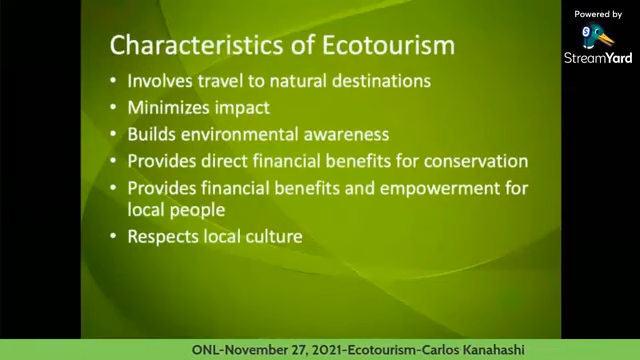 Powered by
StreamYard
Characteristics of Ecotourism
• Involves travel to natural destinations
• Minimizes impact
• Builds environmental awareness
• Provides direct financial benefits for conservation
• Provides financial benefits and empowerment for
local people
• Respects local culture
ONL-November 27, 2021-Ecotourism-Carlos Kanahashi